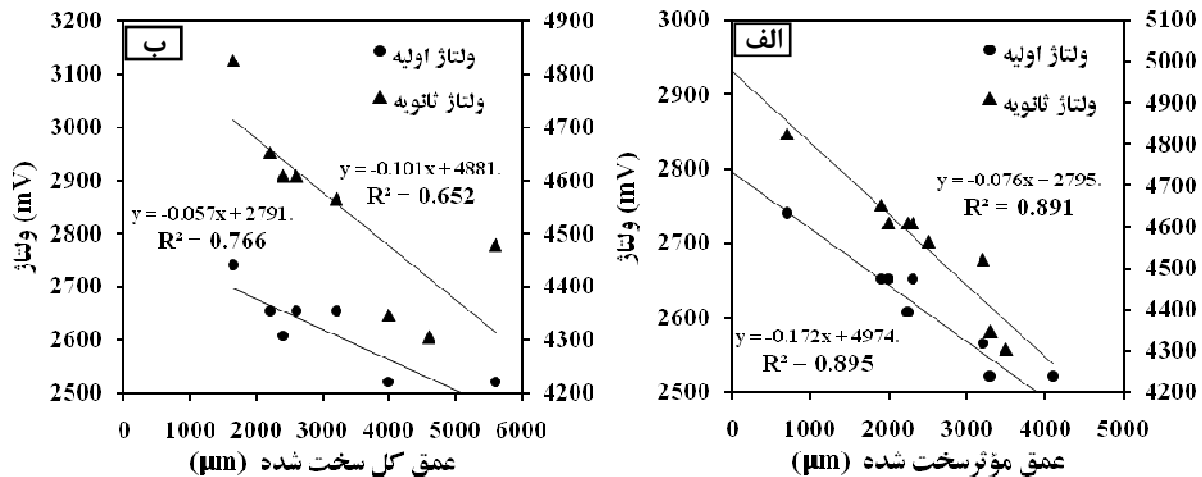 ب
ولتاژ اولیه
ولتاژ ثانویه
3200
3100
3000
2900
2800
2700
2600
2500
4900
4800
4700
4600
4500
4400
4300
4200
y = -0.101x + 4881.
R² = 0.652
y = -0.057x + 2791.
R² = 0.766
ولتاژ (mV)
0 1000 2000 3000 4000 5000 6000
عمق کل سخت شده (μm)
الف
ولتاژ اولیه
ولتاژ ثانویه
3000
2900
2800
2700
2600
2500
5100
5000
4900
4800
4700
4600
4500
4400
4300
4200
y = -0.076x - 2795.
R² = 0.891
y = -0.172x + 4974.
R² = 0.895
ولتاژ (mV)
0 1000 2000 3000 4000 5000
عمق مؤثرسخت شده (μm)